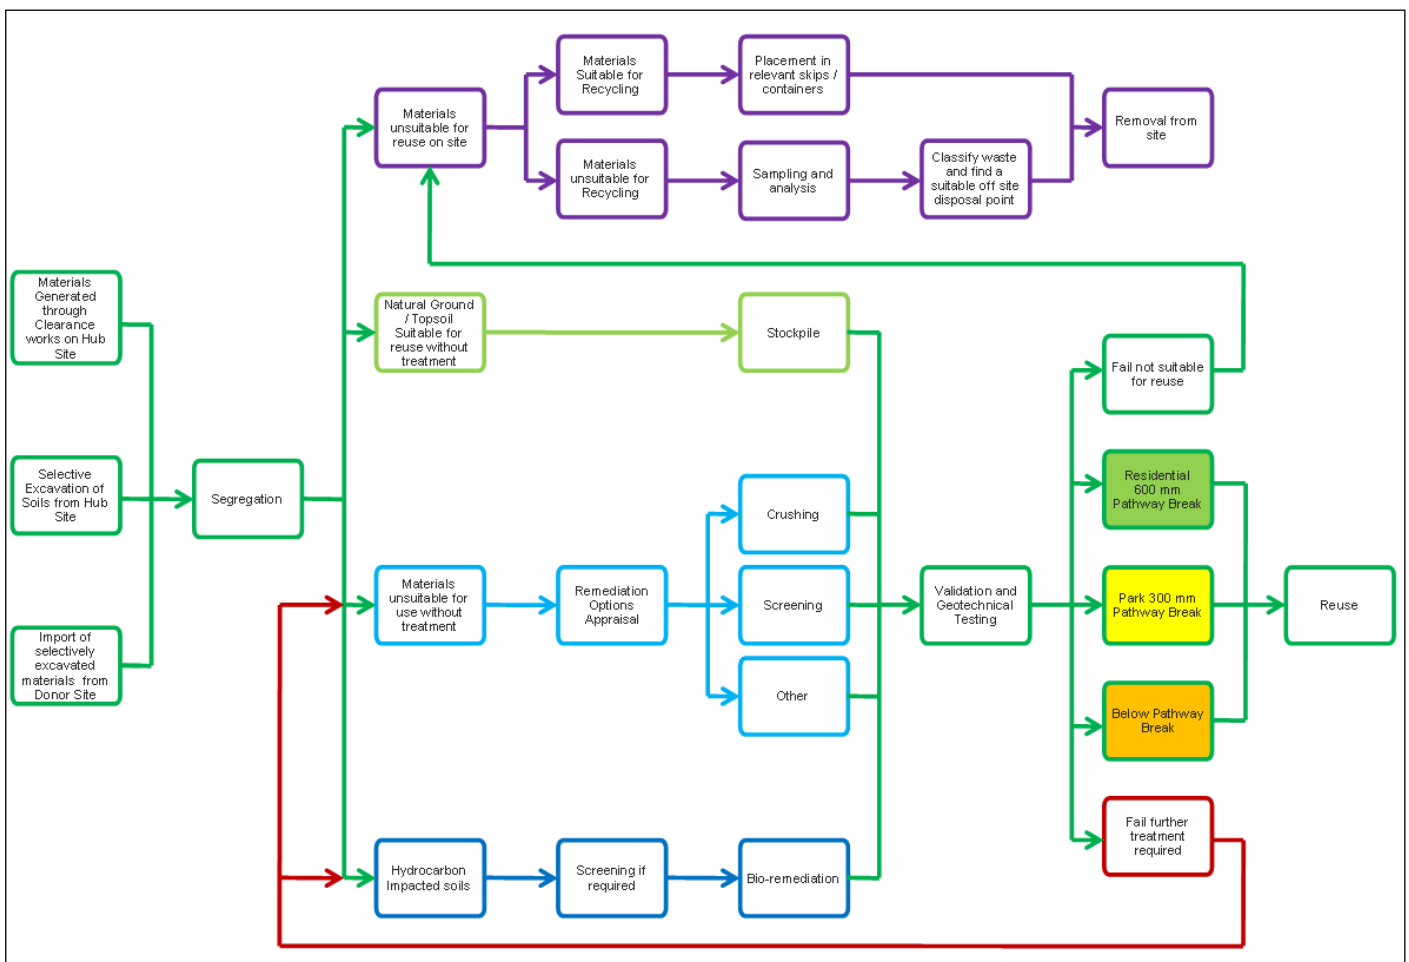 Materials
Suitable for
Recycling
Placement in
relevant skips /
containers
Materials
unsuitable for
reuse on site
Removal from
site
Materials
unsuitable for
Recycling
Sampling and
analysis
Classify waste
and find a
suitable off site
disposal point
Materials
Generated
through
Clearance
works on Hub
Site
Natural Ground
/ Topsoil
Suitable for
reuse without
treatment
Stockpile
Fail not suitable
for reuse
Selective
Excavation of
Soils from Hub
Site
Segregation
Crushing
Residential
600 mm
Pathway Break
Materials
unsuitable for
use without
treatment
Remediation
Options
Appraisal
Screening
Validation and
Geotechnical
Testing
Park 300 mm
Pathway Break
Reuse
Import of
selectively
excavated
materials from
Donor Site
Other
Below Pathway
Break
Fail further
treatment
required
Hydrocarbon
Impacted soils
Screening if
required
Bio-remediation